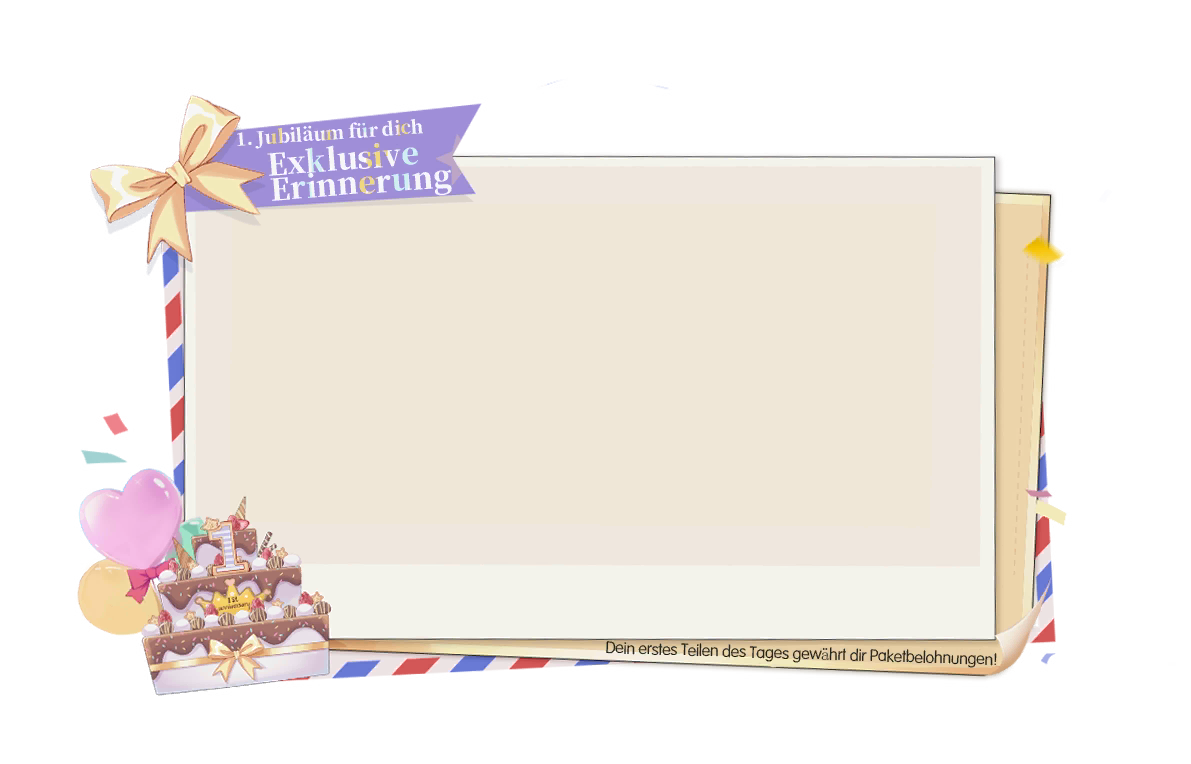 1. Jubiläum für dich
Exklusive
Erinnerung
1
1st
anniversary
Dein erstes Teilen des Tages gewährt dir Paketbelohnungen!